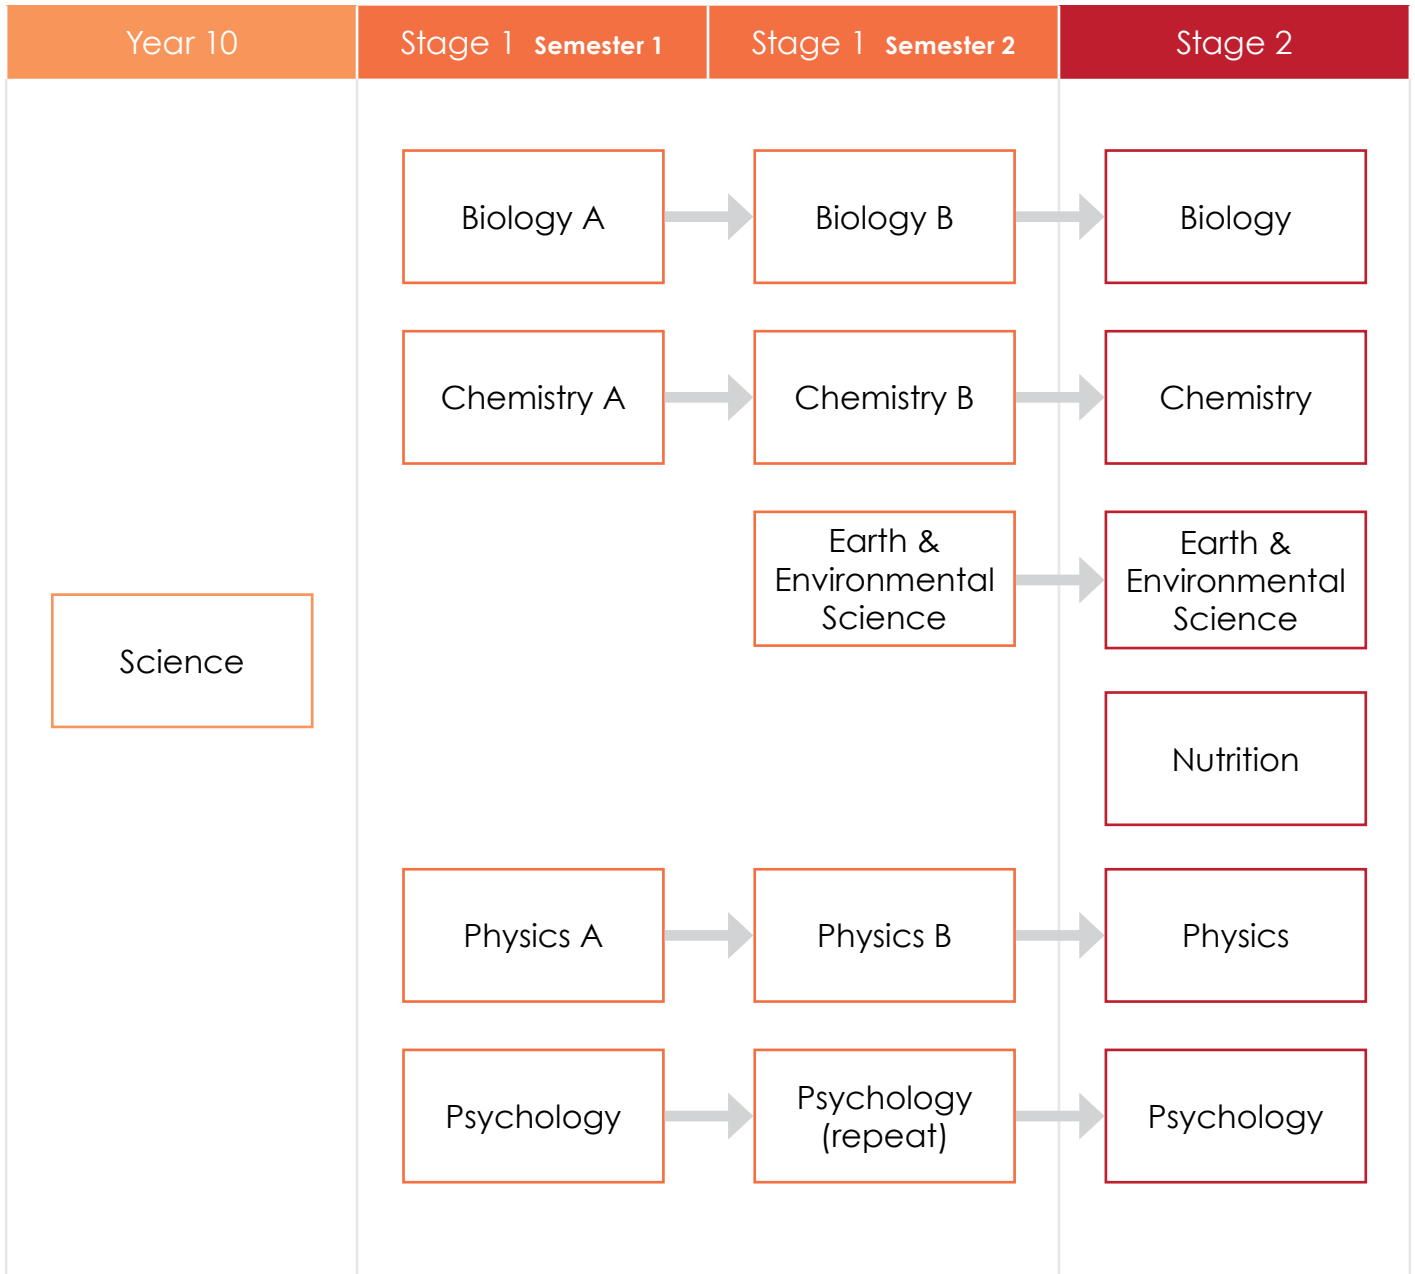 Year 10
Stage 1 Semester 1
Stage 1 Semester 2
Stage 2
Biology A
Biology B
Biology
Chemistry A
Chemistry B
Chemistry
Earth &
Environmental
Science
Earth &
Environmental
Science
Science
Nutrition
Physics A
Physics B
Physics
Psychology
Psychology
(repeat)
Psychology